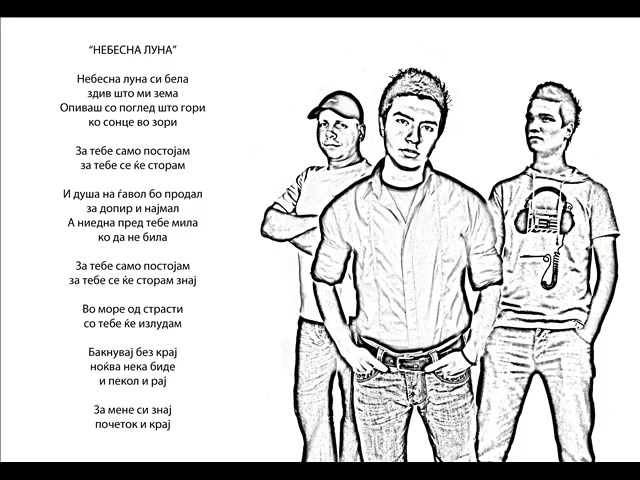 “НЕБЕСНА ЛУНА”
Небесна луна си бела
здив што ми зема
Опиваш со поглед што гори
ко сонце во зори
За тебе само постојам
за тебе се ќе сторам
И душа на ѓавол бо продал
за допир и најмал
А ниедна пред тебе мила
ко да не била
За тебе само постојам
за тебе се ќе сторам знај
Во море од страсти
со тебе ќе излудам
Бакнувај без крај
ноќва нека биде
и пекол и рај
За мене си знај
почеток и крај